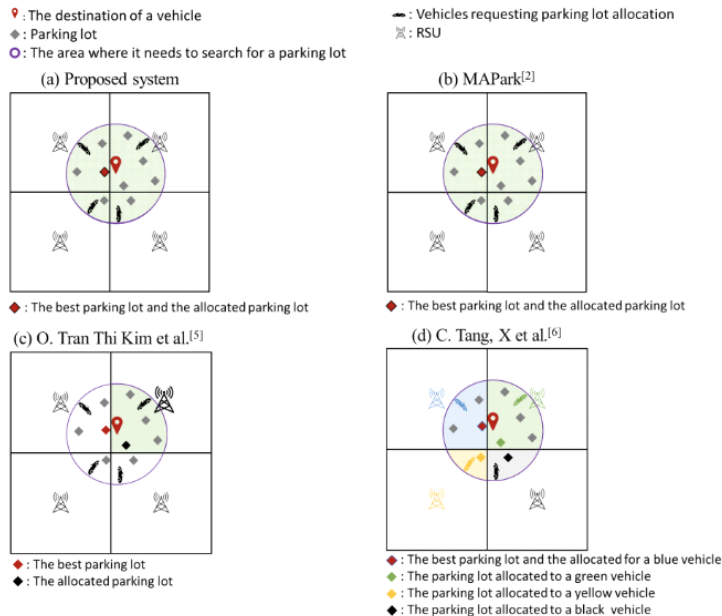 : The destination of a vehicle
: Parking lot
: The area where it needs to search for a parking lot
: Vehicles requesting parking lot allocation
: RSU
(a) Proposed system
(b) MAPark[2]
: The best parking lot and the allocated parking lot
: The best parking lot and the allocated parking lot
(c) O. Tran Thi Kim et al.[5]
(d) C. Tang, X et al.[6]
: The best parking lot
: The allocated parking lot
: The best parking lot and the allocated for a blue vehicle
: The parking lot allocated to a green vehicle
: The parking lot allocated to a yellow vehicle
: The parking lot allocated to a black vehicle